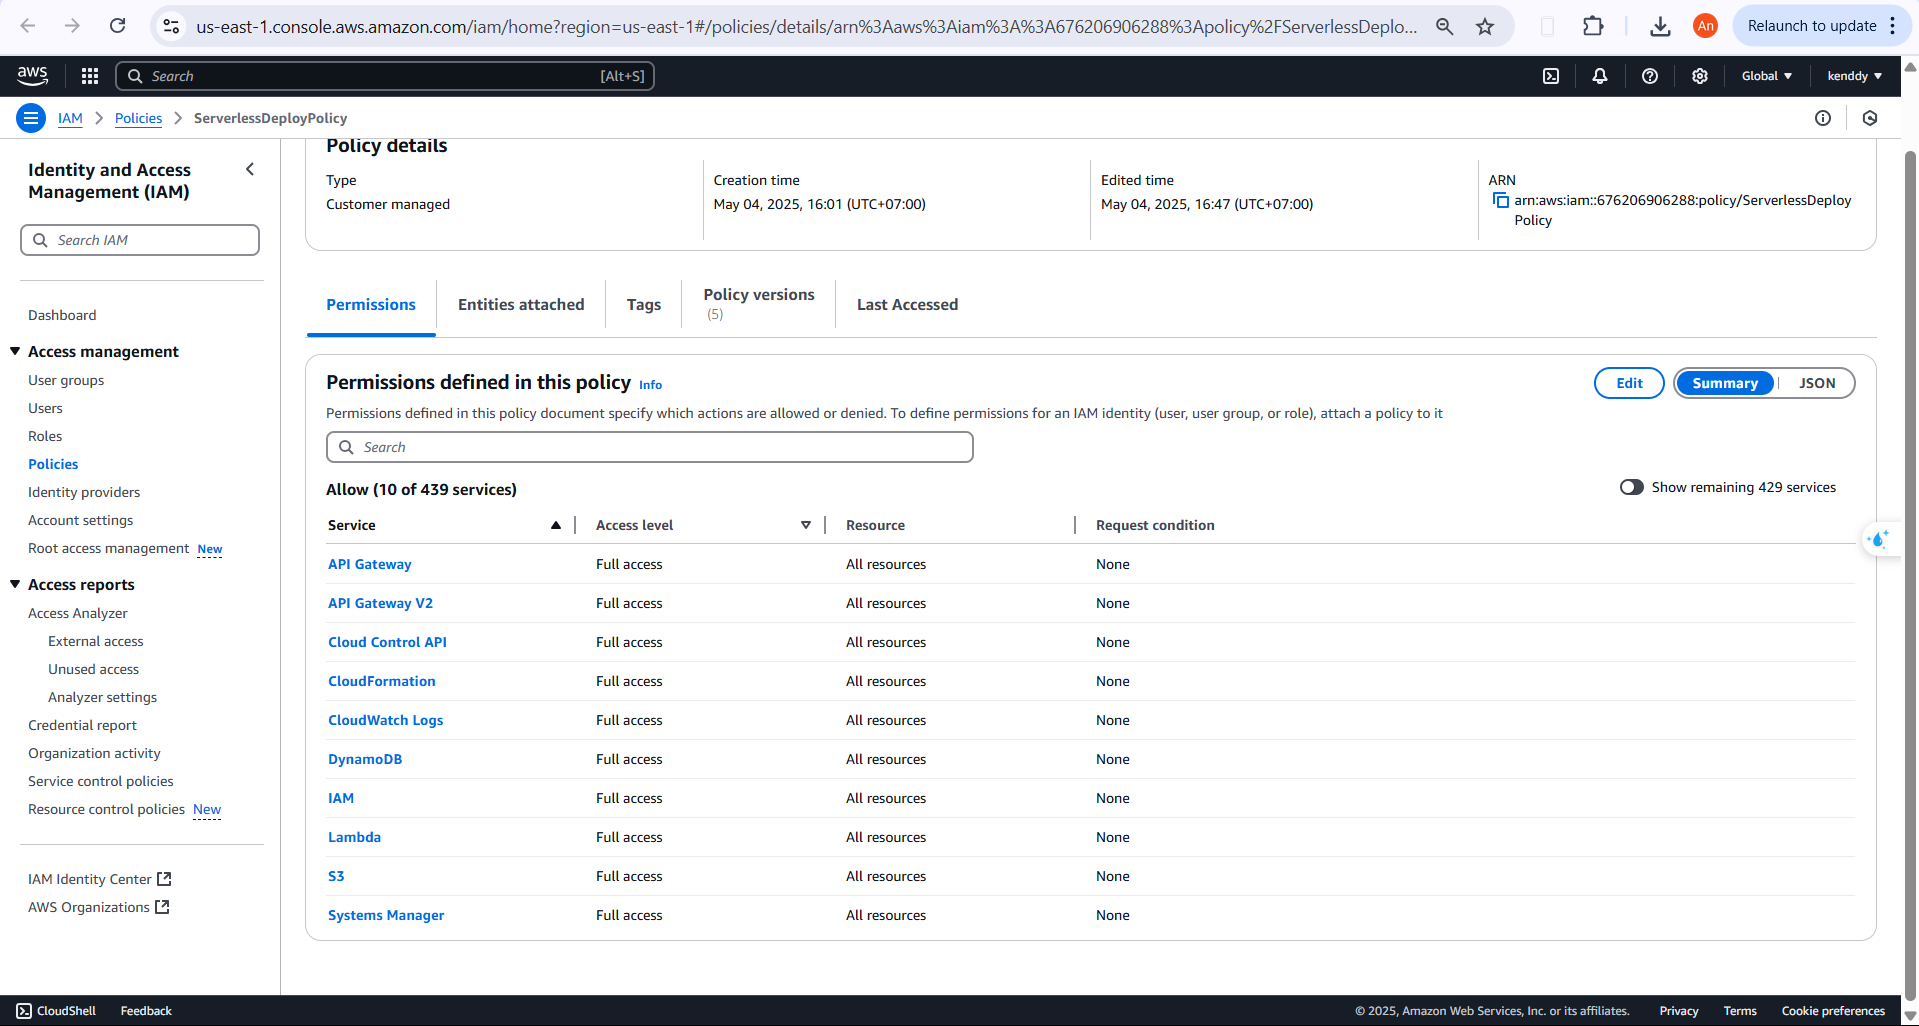 us-east-1.console.aws.amazon.com/iam/home?region=us-east-1#/policies/details/arn%3Aaws%3Aiam%3A%3A676206906288%3Apolicy%2FServerlessDeplo...
An
Relaunch to update
aws
Search
[Alt+S]
Global
kenddy
IAM
Policies
ServerlessDeployPolicy
Identity and Access
Management (IAM)
Search IAM
Dashboard
Access management
User groups
Users
Roles
Policies
Identity providers
Account settings
Root access management New
Access reports
Access Analyzer
External access
Unused access
Analyzer settings
Credential report
Organization activity
Service control policies
Resource control policies New
IAM Identity Center
AWS Organizations
Policy details
Type
Customer managed
Creation time
May 04, 2025, 16:01 (UTC+07:00)
Edited time
May 04, 2025, 16:47 (UTC+07:00)
ARN
arn:aws:iam::676206906288:policy/ServerlessDeploy
Policy
Permissions
Entities attached
Tags
Policy versions
(5)
Last Accessed
Permissions defined in this policy Info
Edit
Summary
JSON
Permissions defined in this policy document specify which actions are allowed or denied. To define permissions for an IAM identity (user, user group, or role), attach a policy to it
Search
Allow (10 of 439 services)
Show remaining 429 services
Service Access level Resource Request condition
API Gateway Full access All resources None
API Gateway V2 Full access All resources None
Cloud Control API Full access All resources None
CloudFormation Full access All resources None
CloudWatch Logs Full access All resources None
DynamoDB Full access All resources None
IAM Full access All resources None
Lambda Full access All resources None
S3 Full access All resources None
Systems Manager Full access All resources None
CloudShell
Feedback
© 2025, Amazon Web Services, Inc. or its affiliates.
Privacy
Terms
Cookie preferences